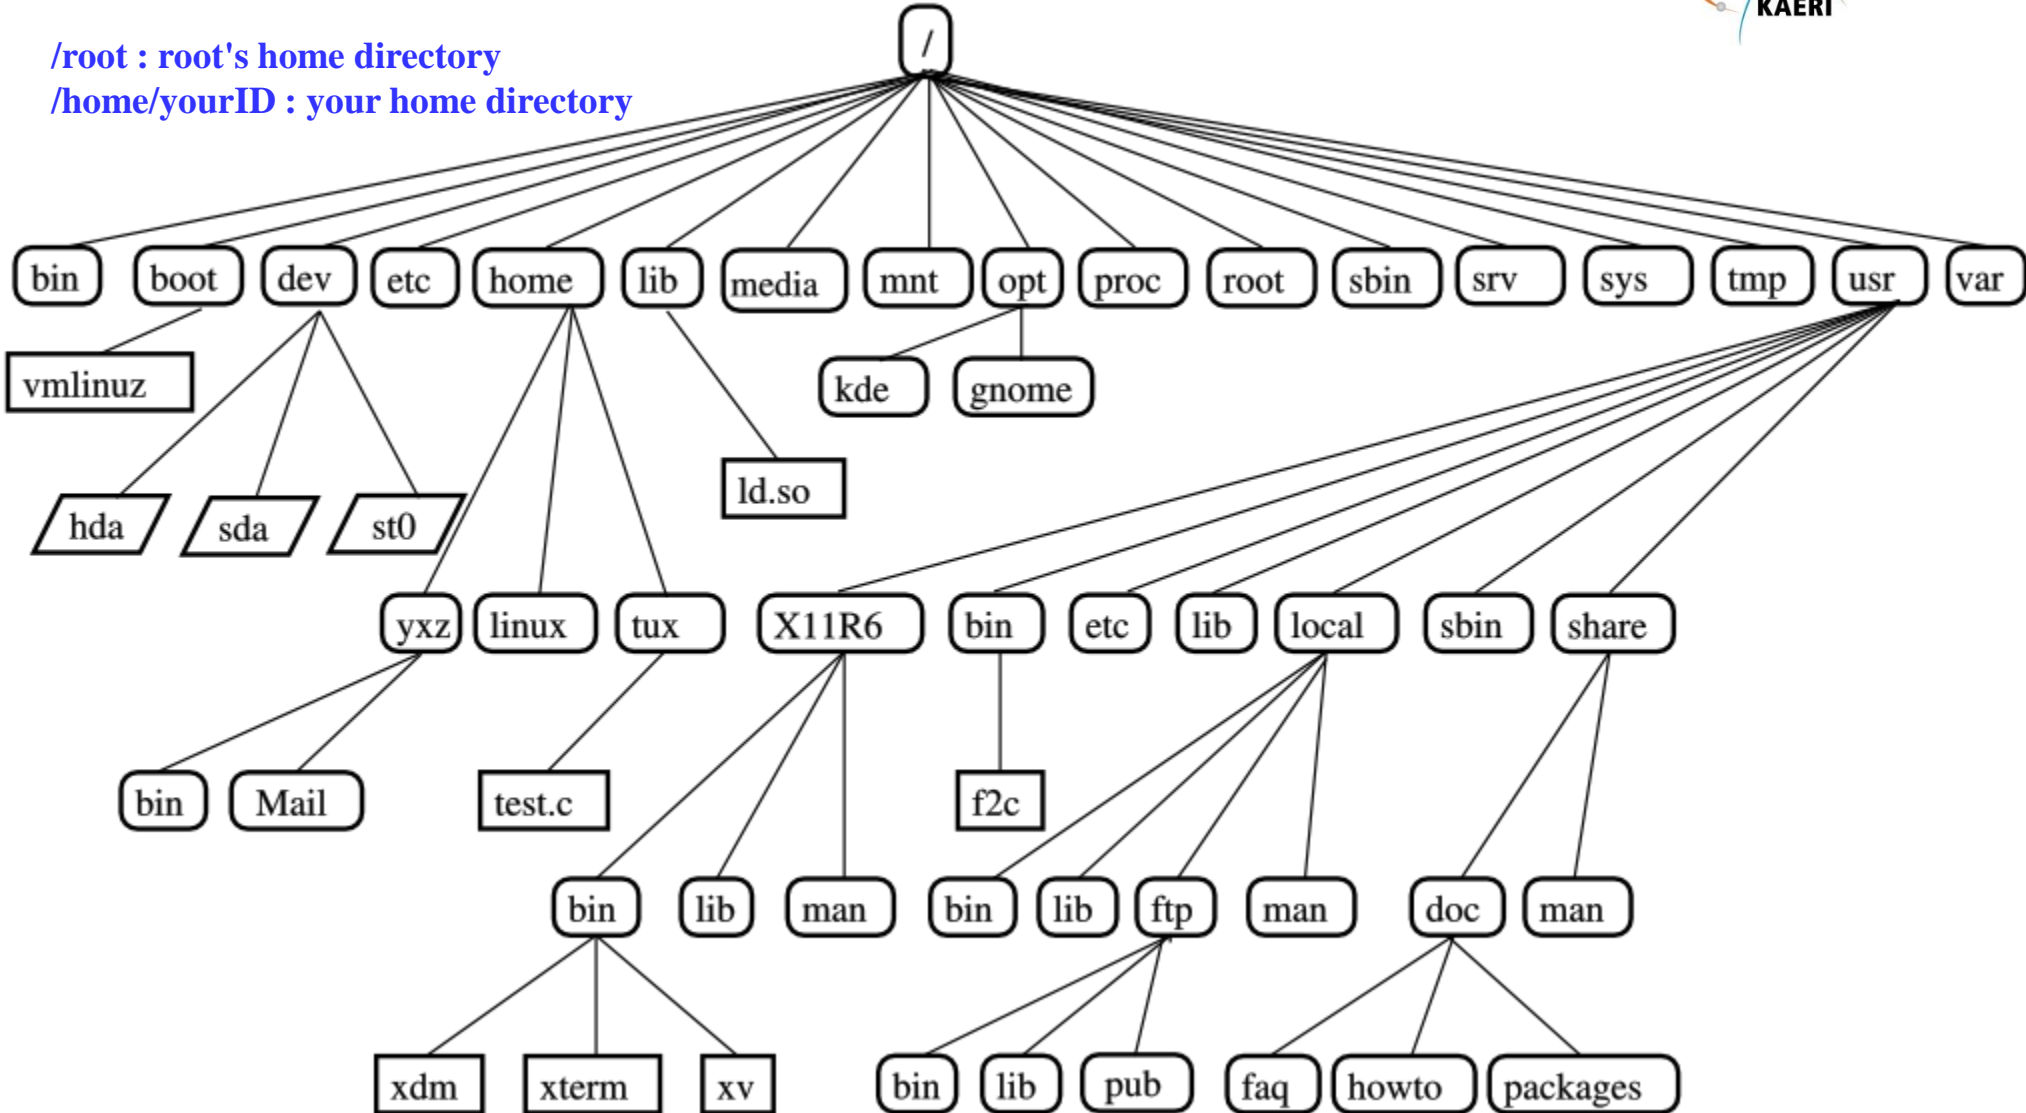 KAERI
/root : root's home directory
/home/yourID : your home directory
/
bin boot dev etc home lib media mnt opt proc root sbin srv sys tmp usr var
vmlinuz kde gnome
ld.so
hda sda st0
yxz linux tux X11R6 bin etc lib local sbin share
bin Mail test.c f2c
bin lib man bin lib ftp man doc man
xdm xterm xv bin lib pub faq howto packages